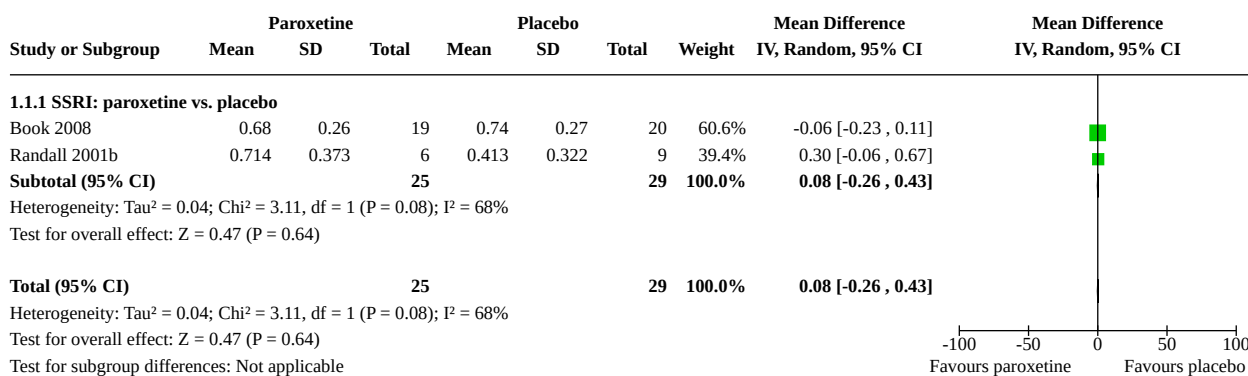 Paroxetine Placebo Mean Difference Mean Difference
Study or Subgroup Mean SD Total Mean SD Total Weight IV, Random, 95% CI IV, Random, 95% CI
1.1.1 SSRI: paroxetine vs. placebo
Book 2008 0.68 0.26 19 0.74 0.27 20 60.6% -0.06 [-0.23 , 0.11]
Randall 2001b 0.714 0.373 6 0.413 0.322 9 39.4% 0.30 [-0.06 , 0.67]
Subtotal (95% CI) 25 29 100.0% 0.08 [-0.26 , 0.43]
Heterogeneity: Tau² = 0.04; Chi² = 3.11, df = 1 (P = 0.08); I² = 68%
Test for overall effect: Z = 0.47 (P = 0.64)
Total (95% CI) 25 29 100.0% 0.08 [-0.26 , 0.43]
Heterogeneity: Tau² = 0.04; Chi² = 3.11, df = 1 (P = 0.08); I² = 68%
Test for overall effect: Z = 0.47 (P = 0.64) -100 -50 0 50 100
Test for subgroup differences: Not applicable Favours paroxetine Favours placebo